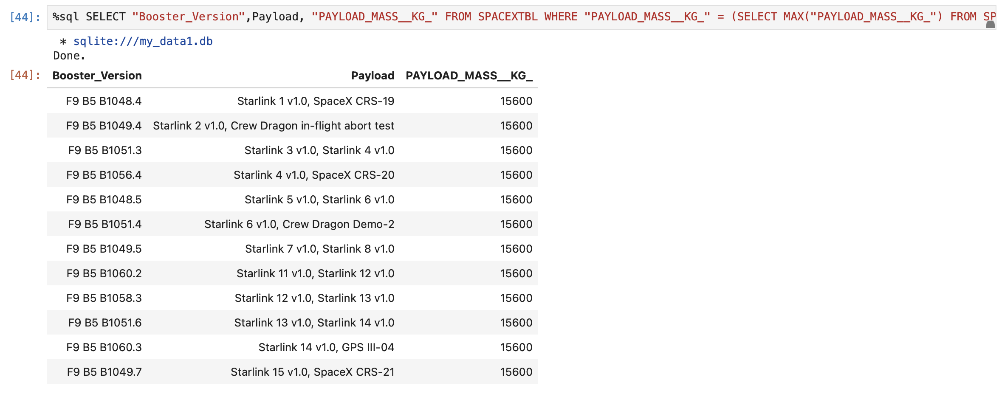 [44]: %sql SELECT "Booster_Version",Payload, "PAYLOAD_MASS__KG_" FROM SPACEXTBL WHERE "PAYLOAD_MASS__KG_" = (SELECT MAX("PAYLOAD_MASS__KG_") FROM SP
* sqlite:///my_data1.db
Done.
[44]: Booster_Version Payload PAYLOAD_MASS__KG_
F9 B5 B1048.4 Starlink 1 v1.0, SpaceX CRS-19 15600
F9 B5 B1049.4 Starlink 2 v1.0, Crew Dragon in-flight abort test 15600
F9 B5 B1051.3 Starlink 3 v1.0, Starlink 4 v1.0 15600
F9 B5 B1056.4 Starlink 4 v1.0, SpaceX CRS-20 15600
F9 B5 B1048.5 Starlink 5 v1.0, Starlink 6 v1.0 15600
F9 B5 B1051.4 Starlink 6 v1.0, Crew Dragon Demo-2 15600
F9 B5 B1049.5 Starlink 7 v1.0, Starlink 8 v1.0 15600
F9 B5 B1060.2 Starlink 11 v1.0, Starlink 12 v1.0 15600
F9 B5 B1058.3 Starlink 12 v1.0, Starlink 13 v1.0 15600
F9 B5 B1051.6 Starlink 13 v1.0, Starlink 14 v1.0 15600
F9 B5 B1060.3 Starlink 14 v1.0, GPS III-04 15600
F9 B5 B1049.7 Starlink 15 v1.0, SpaceX CRS-21 15600